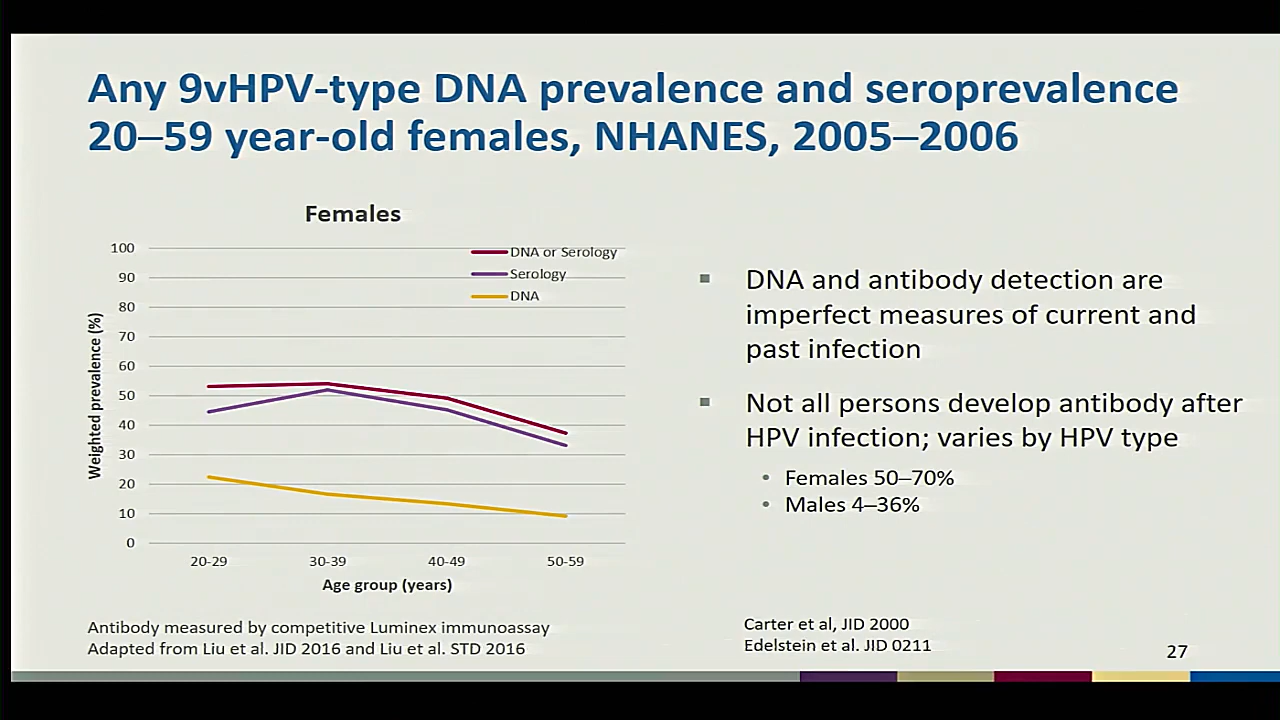 Any 9vHPV-type DNA prevalence and seroprevalence
20–59 year-old females, NHANES, 2005–2006
Females
100
90
80
70
60
50
40
30
20
10
0
Weighted prevalence (%)
DNA or Serology
Serology
DNA
20-29
30-39
40-49
50-59
Age group (years)
Antibody measured by competitive Luminex immunoassay
Adapted from Liu et al. JID 2016 and Liu et al. STD 2016
▪ DNA and antibody detection are
imperfect measures of current and
past infection
▪ Not all persons develop antibody after
HPV infection; varies by HPV type
• Females 50–70%
• Males 4–36%
Carter et al, JID 2000
Edelstein et al. JID 0211
27